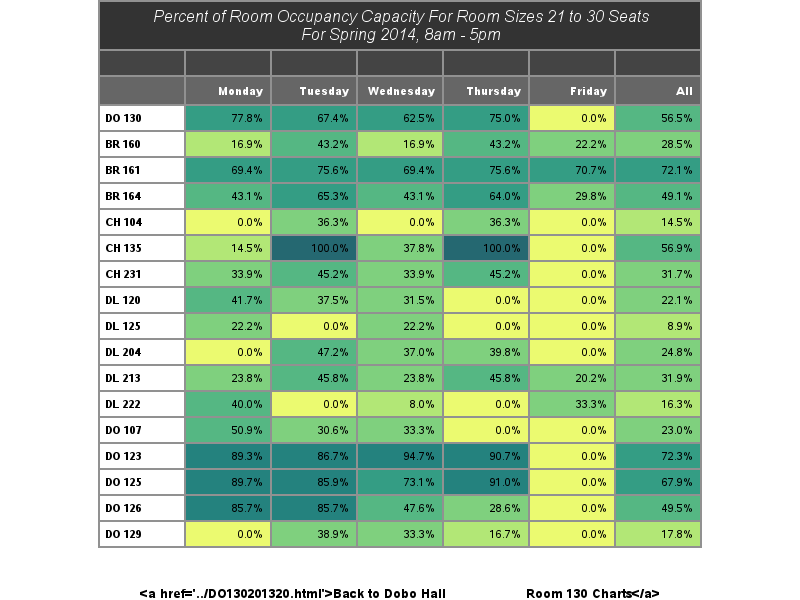 Percent of Room Occupancy Capacity For Room Sizes 21 to 30 Seats
For Spring 2014, 8am - 5pm
Monday Tuesday Wednesday Thursday Friday All
DO 130 77.8% 67.4% 62.5% 75.0% 0.0% 56.5%
BR 160 16.9% 43.2% 16.9% 43.2% 22.2% 28.5%
BR 161 69.4% 75.6% 69.4% 75.6% 70.7% 72.1%
BR 164 43.1% 65.3% 43.1% 64.0% 29.8% 49.1%
CH 104 0.0% 36.3% 0.0% 36.3% 0.0% 14.5%
CH 135 14.5% 100.0% 37.8% 100.0% 0.0% 56.9%
CH 231 33.9% 45.2% 33.9% 45.2% 0.0% 31.7%
DL 120 41.7% 37.5% 31.5% 0.0% 0.0% 22.1%
DL 125 22.2% 0.0% 22.2% 0.0% 0.0% 8.9%
DL 204 0.0% 47.2% 37.0% 39.8% 0.0% 24.8%
DL 213 23.8% 45.8% 23.8% 45.8% 20.2% 31.9%
DL 222 40.0% 0.0% 8.0% 0.0% 33.3% 16.3%
DO 107 50.9% 30.6% 33.3% 0.0% 0.0% 23.0%
DO 123 89.3% 86.7% 94.7% 90.7% 0.0% 72.3%
DO 125 89.7% 85.9% 73.1% 91.0% 0.0% 67.9%
DO 126 85.7% 85.7% 47.6% 28.6% 0.0% 49.5%
DO 129 0.0% 38.9% 33.3% 16.7% 0.0% 17.8%
<a href='../DO130201320.html'>Back to Dobo Hall Room 130 Charts</a>